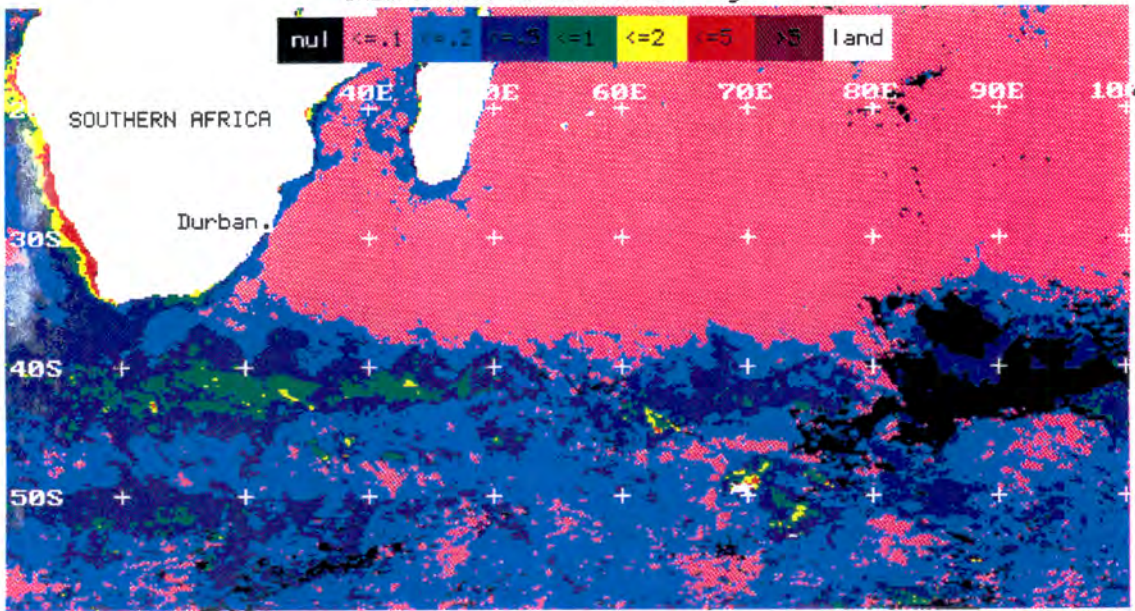 nul <=.1 <=.2 <=.5 <=1 <=2 <=5 >5 land
40E 60E 70E 80E 90E 100
SOUTHERN AFRICA
Durban.
30S
40S
50S